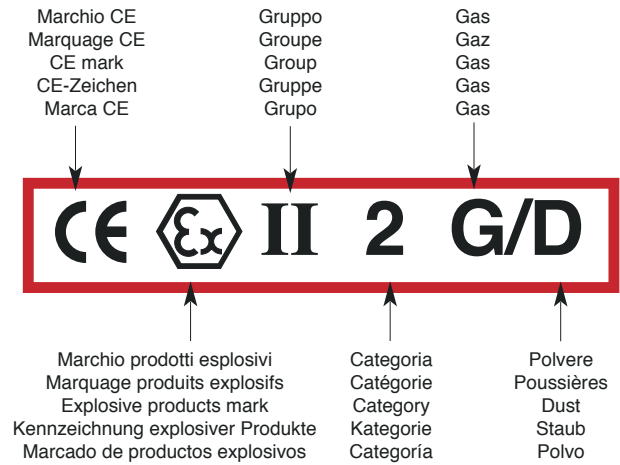 Marchio CE
Marquage CE
CE mark
CE-Zeichen
Marca CE
Gruppo
Groupe
Group
Gruppe
Grupo
Gas
Gaz
Gas
Gas
Gas
CE Ex II 2 G/D
Marchio prodotti esplosivi
Marquage produits explosifs
Explosive products mark
Kennzeichnung explosiver Produkte
Marcado de productos explosivos
Categoria
Catégorie
Category
Kategorie
Categoría
Polvere
Poussières
Dust
Staub
Polvo